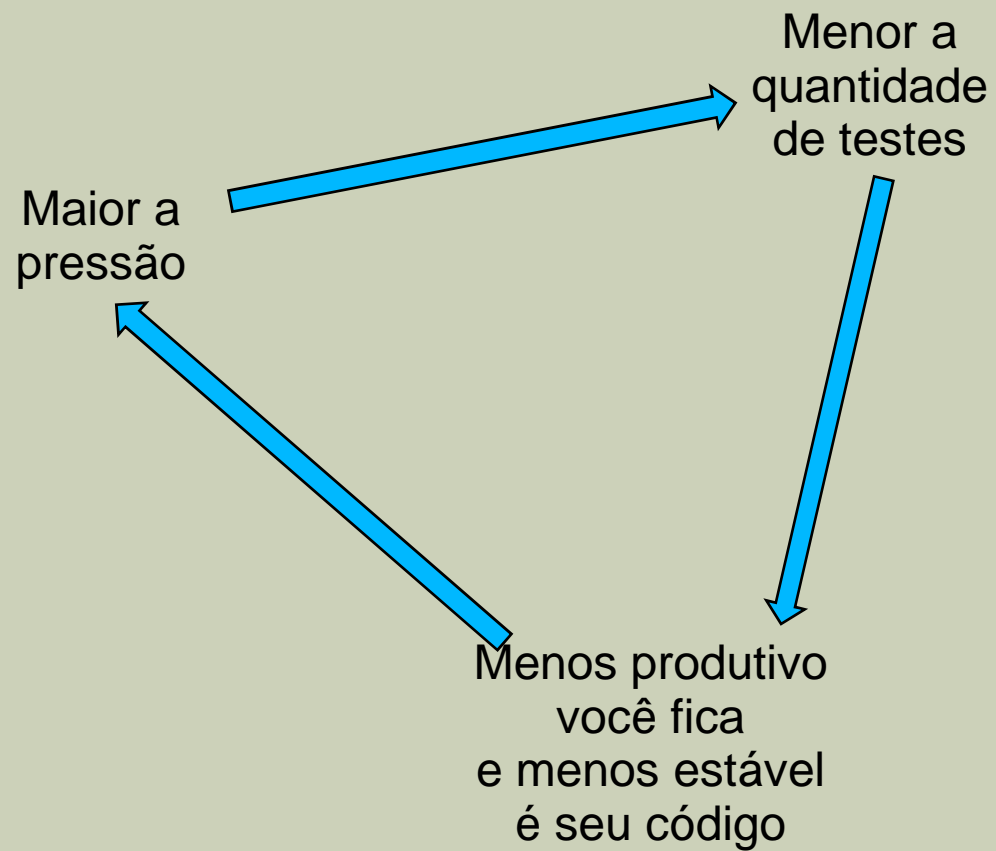 Menor a
quantidade
de testes
Maior a
pressão
Menos produtivo
você fica
e menos estável
é seu código